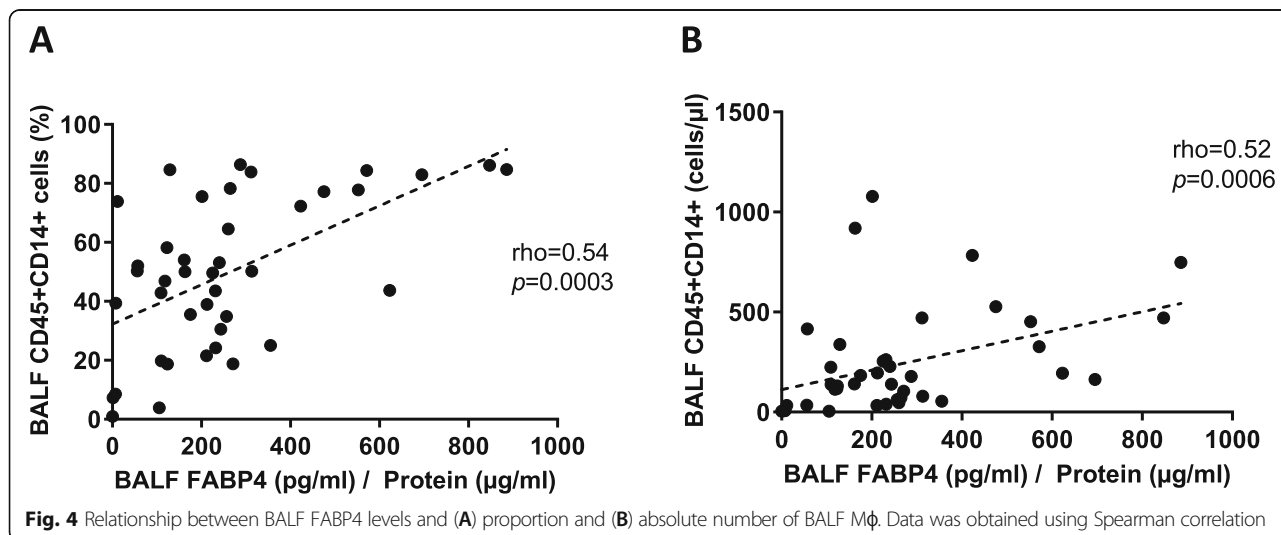 A
BALF CD45+CD14+ cells (%)
100
80
60
40
20
0
0 200 400 600 800 1000
BALF FABP4 (pg/ml) / Protein (µg/ml)
rho=0.54
p=0.0003
B
BALF CD45+CD14+ (cells/µl)
1500
1000
500
0
0 200 400 600 800 1000
BALF FABP4 (pg/ml) / Protein (µg/ml)
rho=0.52
p=0.0006
Fig. 4 Relationship between BALF FABP4 levels and (A) proportion and (B) absolute number of BALF Mϕ. Data was obtained using Spearman correlation